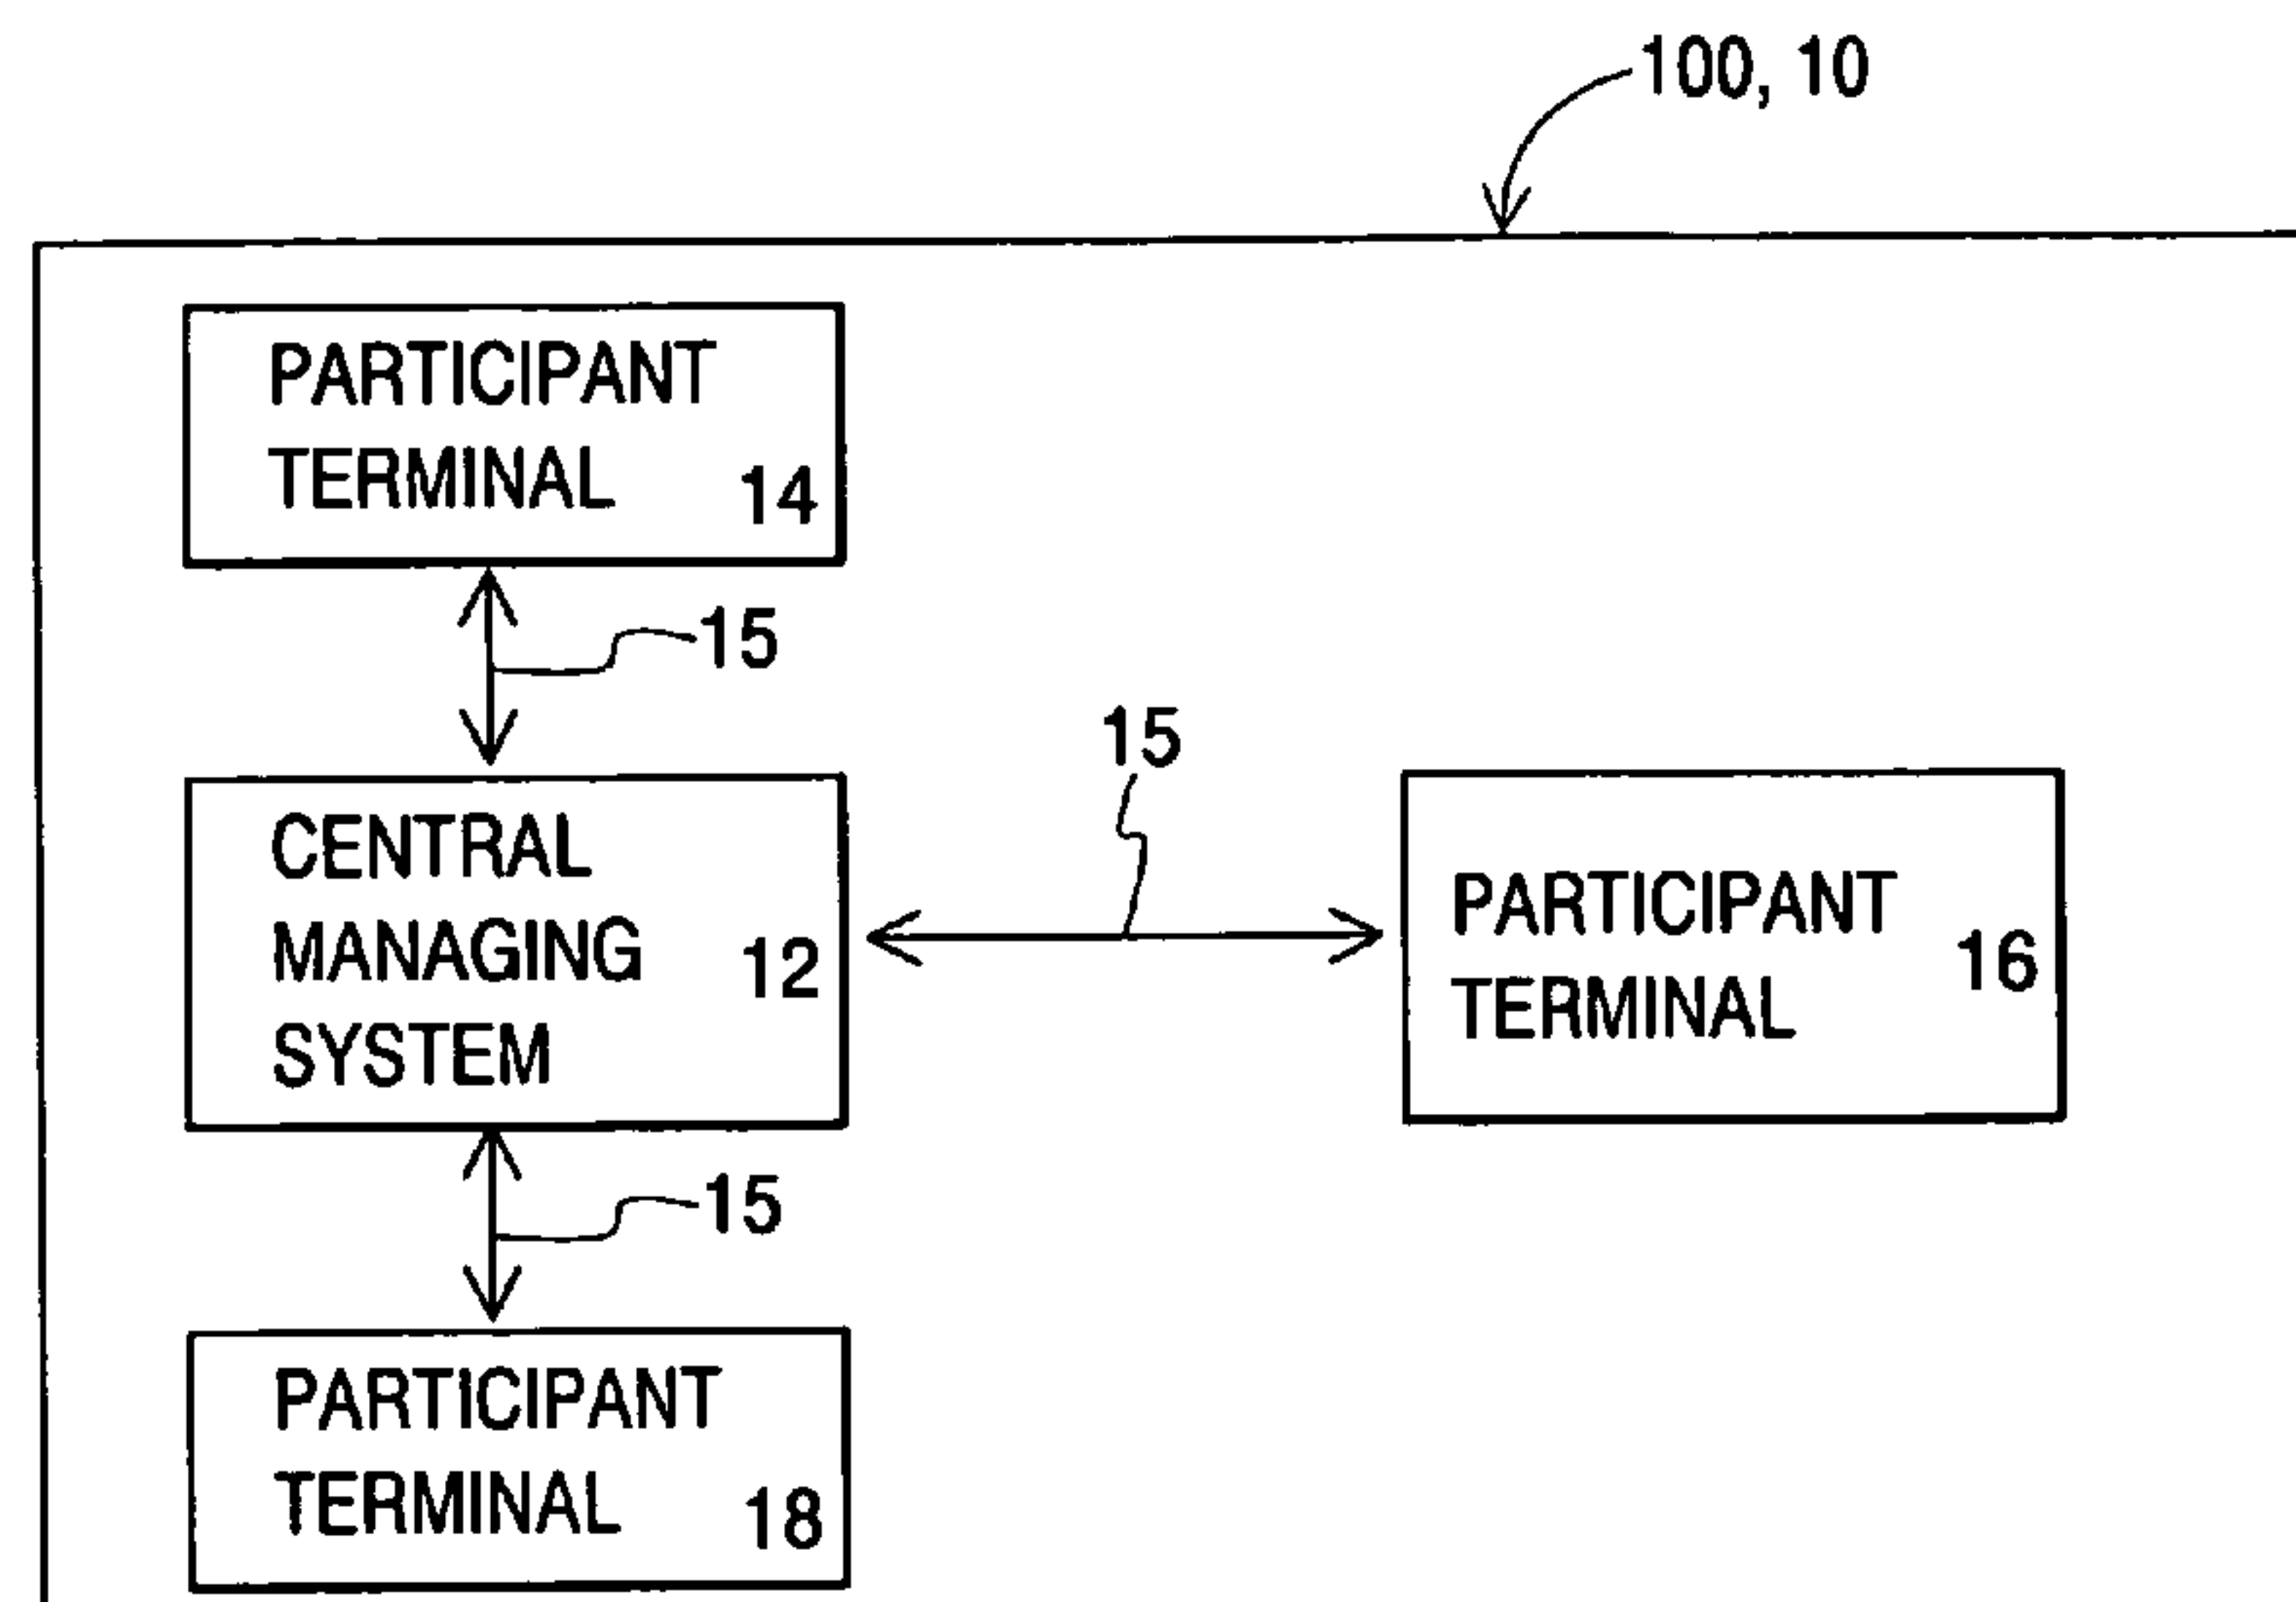 100, 10
PARTICIPANT
TERMINAL
14
15
15
CENTRAL
MANAGING
SYSTEM
12
PARTICIPANT
TERMINAL
16
15
PARTICIPANT
TERMINAL
18